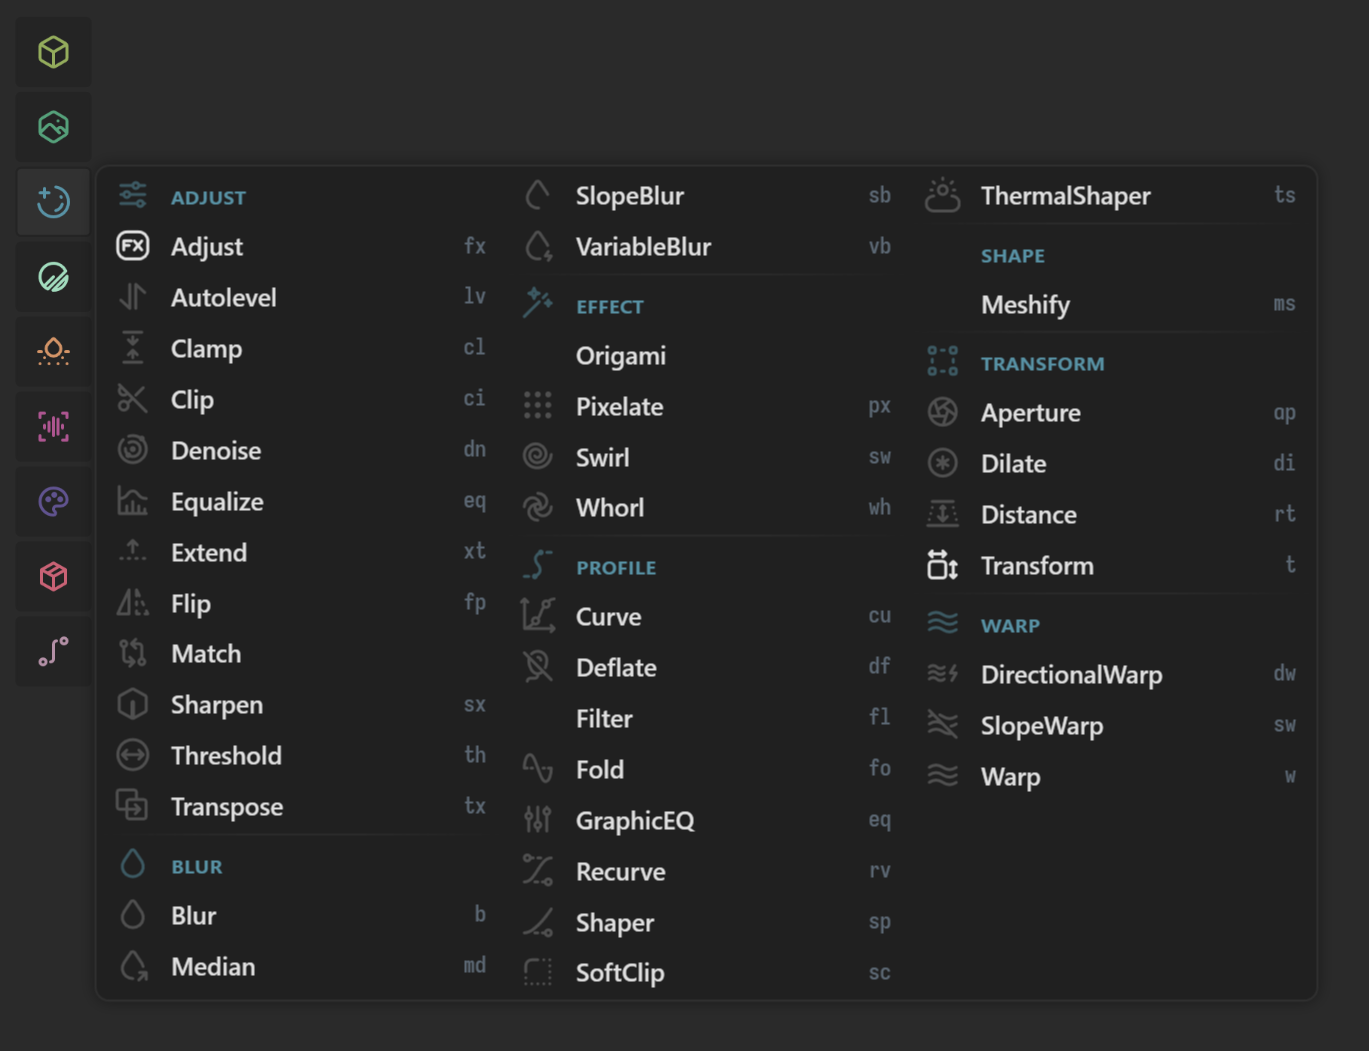 ADJUST
FX Adjust fx
Autolevel lv
Clamp cl
Clip ci
Denoise dn
Equalize eq
Extend xt
Flip fp
Match
Sharpen sx
Threshold th
Transpose tx
BLUR
Blur b
Median md
SlopeBlur sb
VariableBlur vb
EFFECT
Origami
Pixelate px
Swirl sw
Whorl wh
PROFILE
Curve cu
Deflate df
Filter fl
Fold fo
GraphicEQ eq
Recurve rv
Shaper sp
SoftClip sc
ThermalShaper ts
SHAPE
Meshify ms
TRANSFORM
Aperture ap
Dilate di
Distance rt
Transform t
WARP
DirectionalWarp dw
SlopeWarp sw
Warp w